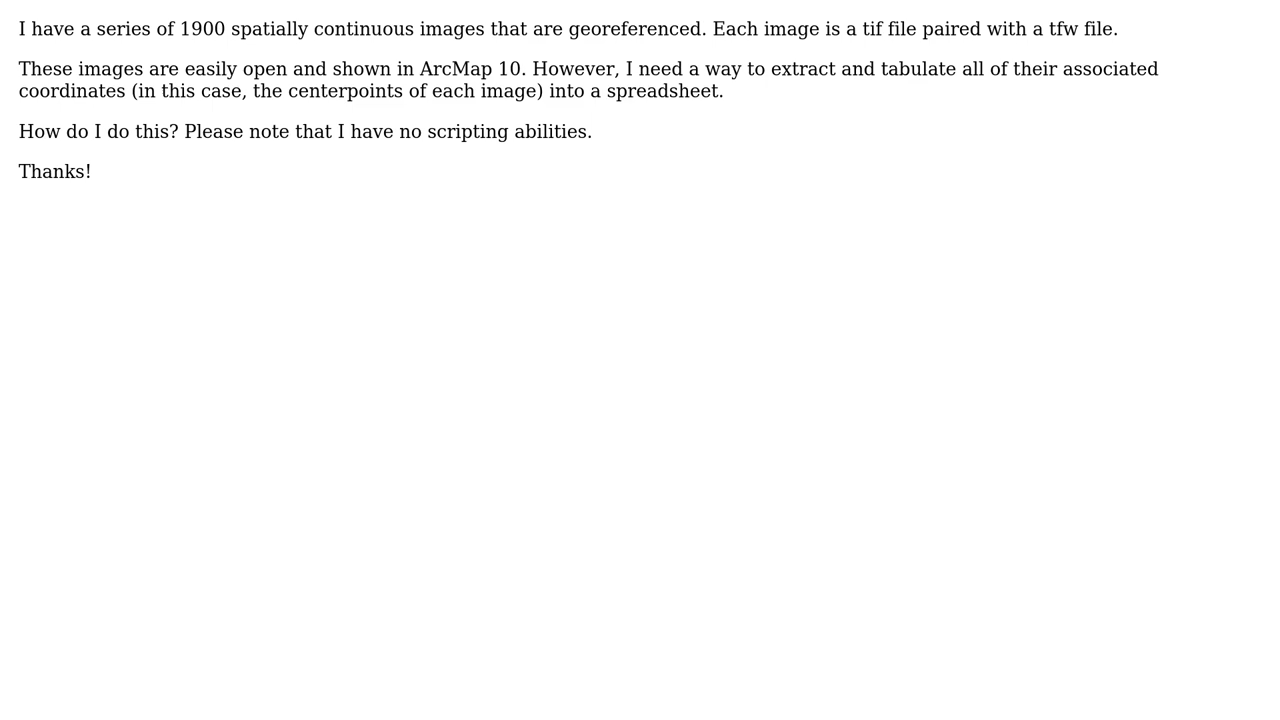 I have a series of 1900 spatially continuous images that are georeferenced. Each image is a tif file paired with a tfw file.
These images are easily open and shown in ArcMap 10. However, I need a way to extract and tabulate all of their associated
coordinates (in this case, the centerpoints of each image) into a spreadsheet.
How do I do this? Please note that I have no scripting abilities.
Thanks!